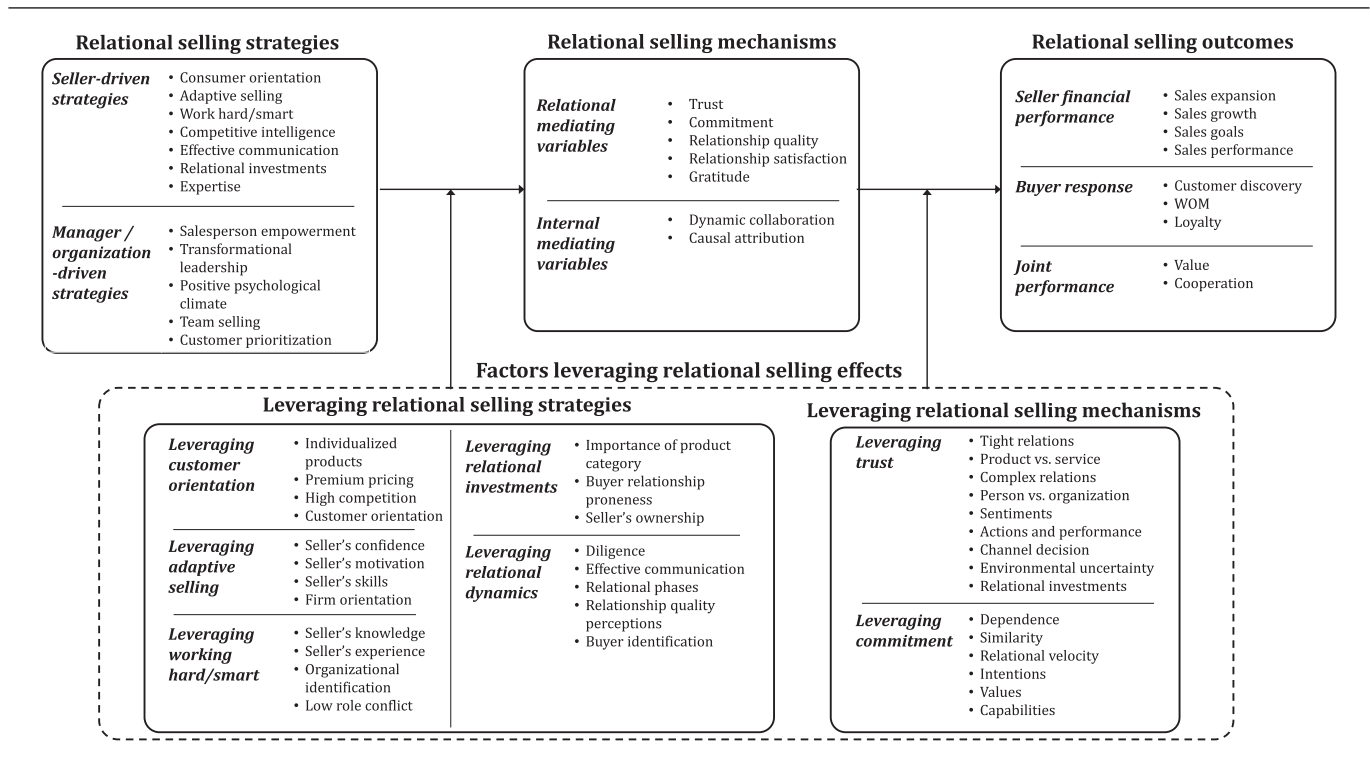 Relational selling strategies
Seller-driven
strategies
• Consumer orientation
• Adaptive selling
• Work hard/smart
• Competitive intelligence
• Effective communication
• Relational investments
• Expertise
Manager /
organization
-driven
strategies
• Salesperson empowerment
• Transformational
leadership
• Positive psychological
climate
• Team selling
• Customer prioritization
Relational selling mechanisms
Relational
mediating
variables
• Trust
• Commitment
• Relationship quality
• Relationship satisfaction
• Gratitude
Internal
mediating
variables
• Dynamic collaboration
• Causal attribution
Relational selling outcomes
Seller financial
performance
• Sales expansion
• Sales growth
• Sales goals
• Sales performance
Buyer response
• Customer discovery
• WOM
• Loyalty
Joint
performance
• Value
• Cooperation
Factors leveraging relational selling effects
Leveraging relational selling strategies
Leveraging
customer
orientation
• Individualized
products
• Premium pricing
• High competition
• Customer orientation
Leveraging
adaptive
selling
• Seller's confidence
• Seller's motivation
• Seller's skills
• Firm orientation
Leveraging
working
hard/smart
• Seller's knowledge
• Seller's experience
• Organizational
identification
• Low role conflict
Leveraging
relational
investments
• Importance of product
category
• Buyer relationship
proneness
• Seller's ownership
Leveraging
relational
dynamics
• Diligence
• Effective communication
• Relational phases
• Relationship quality
perceptions
• Buyer identification
Leveraging relational selling mechanisms
Leveraging
trust
• Tight relations
• Product vs. service
• Complex relations
• Person vs. organization
• Sentiments
• Actions and performance
• Channel decision
• Environmental uncertainty
• Relational investments
Leveraging
commitment
• Dependence
• Similarity
• Relational velocity
• Intentions
• Values
• Capabilities